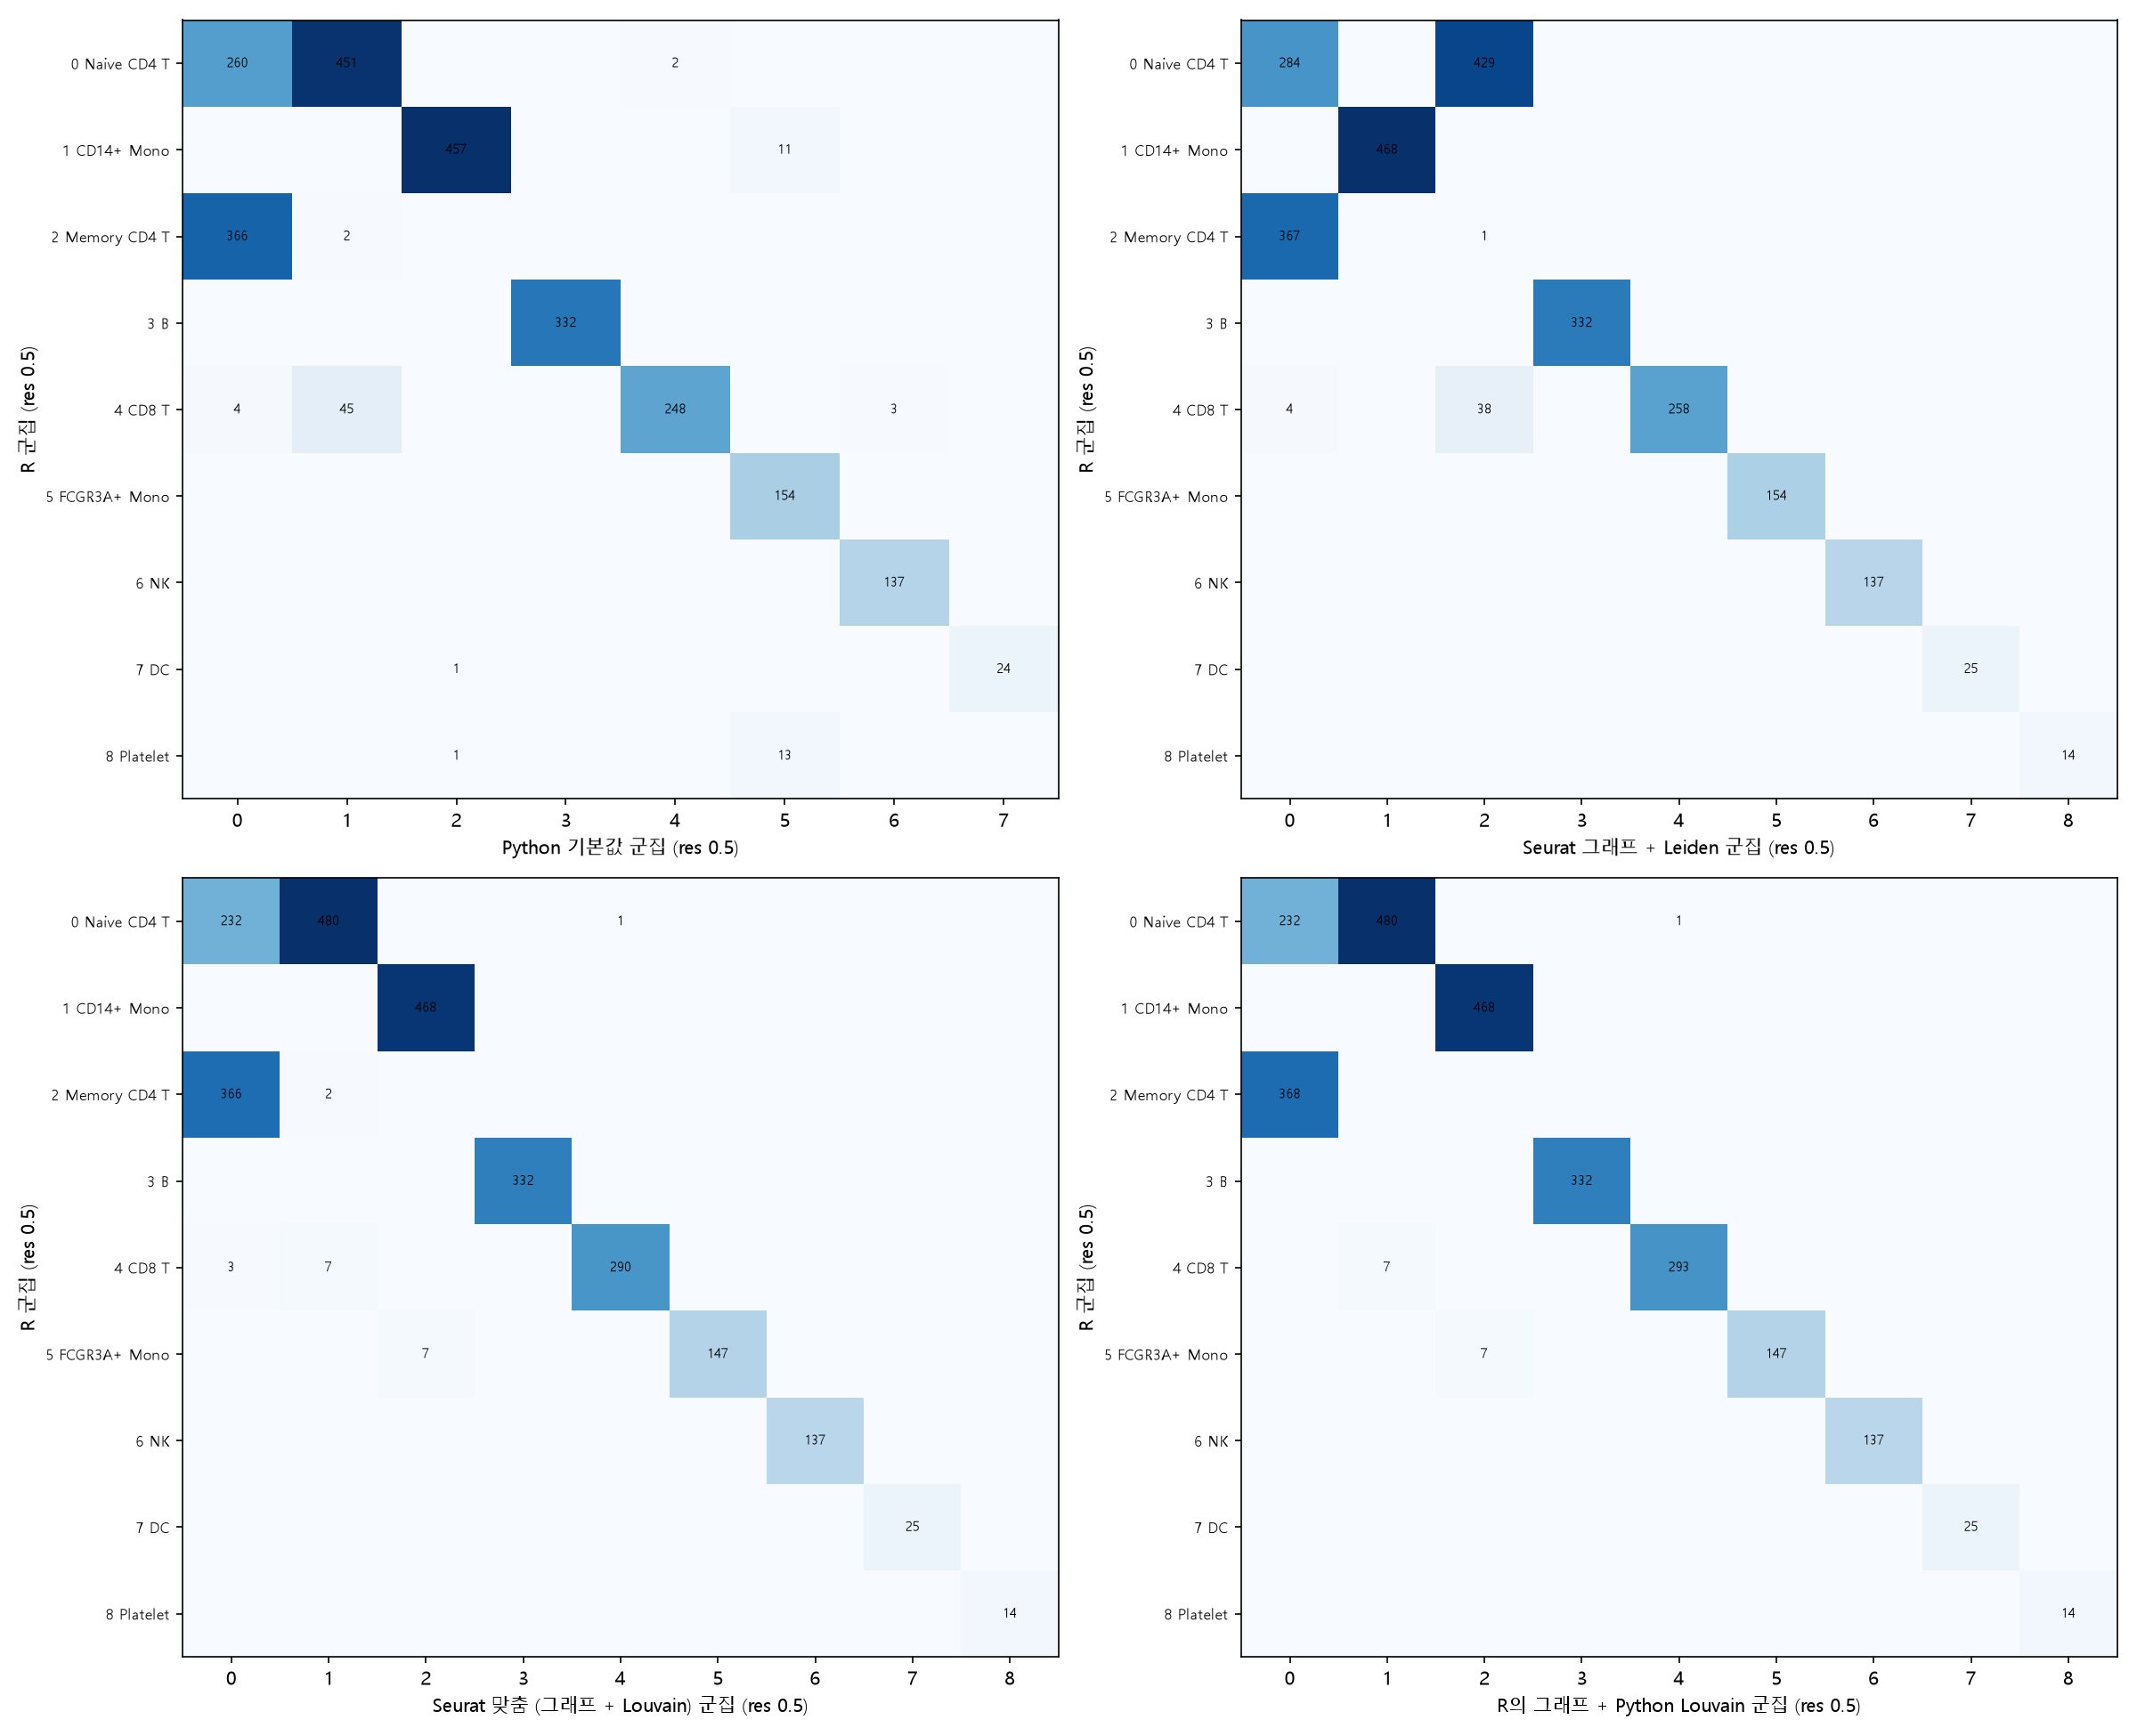 0 Naive CD4 T 260 451 2
1 CD14+ Mono 457 11
2 Memory CD4 T 366 2
3 B 332
4 CD8 T 4 45 248 3
5 FCGR3A+ Mono 154
6 NK 137
7 DC 1 24
8 Platelet 1 13
R 군집 (res 0.5)
0 1 2 3 4 5 6 7
Python 기본값 군집 (res 0.5)
0 Naive CD4 T 284 429
1 CD14+ Mono 468
2 Memory CD4 T 367 1
3 B 332
4 CD8 T 4 38 258
5 FCGR3A+ Mono 154
6 NK 137
7 DC 25
8 Platelet 14
R 군집 (res 0.5)
0 1 2 3 4 5 6 7 8
Seurat 그래프 + Leiden 군집 (res 0.5)
0 Naive CD4 T 232 480 1
1 CD14+ Mono 468
2 Memory CD4 T 366 2
3 B 332
4 CD8 T 3 7 290
5 FCGR3A+ Mono 7 147
6 NK 137
7 DC 25
8 Platelet 14
R 군집 (res 0.5)
0 1 2 3 4 5 6 7 8
Seurat 맞춤 (그래프 + Louvain) 군집 (res 0.5)
0 Naive CD4 T 232 480 1
1 CD14+ Mono 468
2 Memory CD4 T 368
3 B 332
4 CD8 T 7 293
5 FCGR3A+ Mono 7 147
6 NK 137
7 DC 25
8 Platelet 14
R 군집 (res 0.5)
0 1 2 3 4 5 6 7 8
R의 그래프 + Python Louvain 군집 (res 0.5)